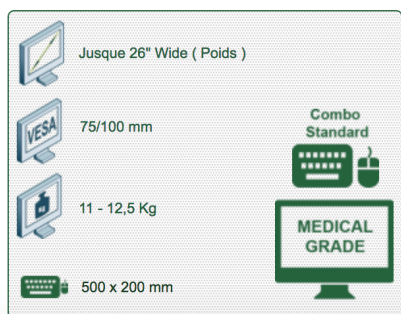 Jusque 26" Wide ( Poids )
VESA
75/100 mm
Combo
Standard
KG
11 - 12,5 Kg
MEDICAL
GRADE
500 x 200 mm